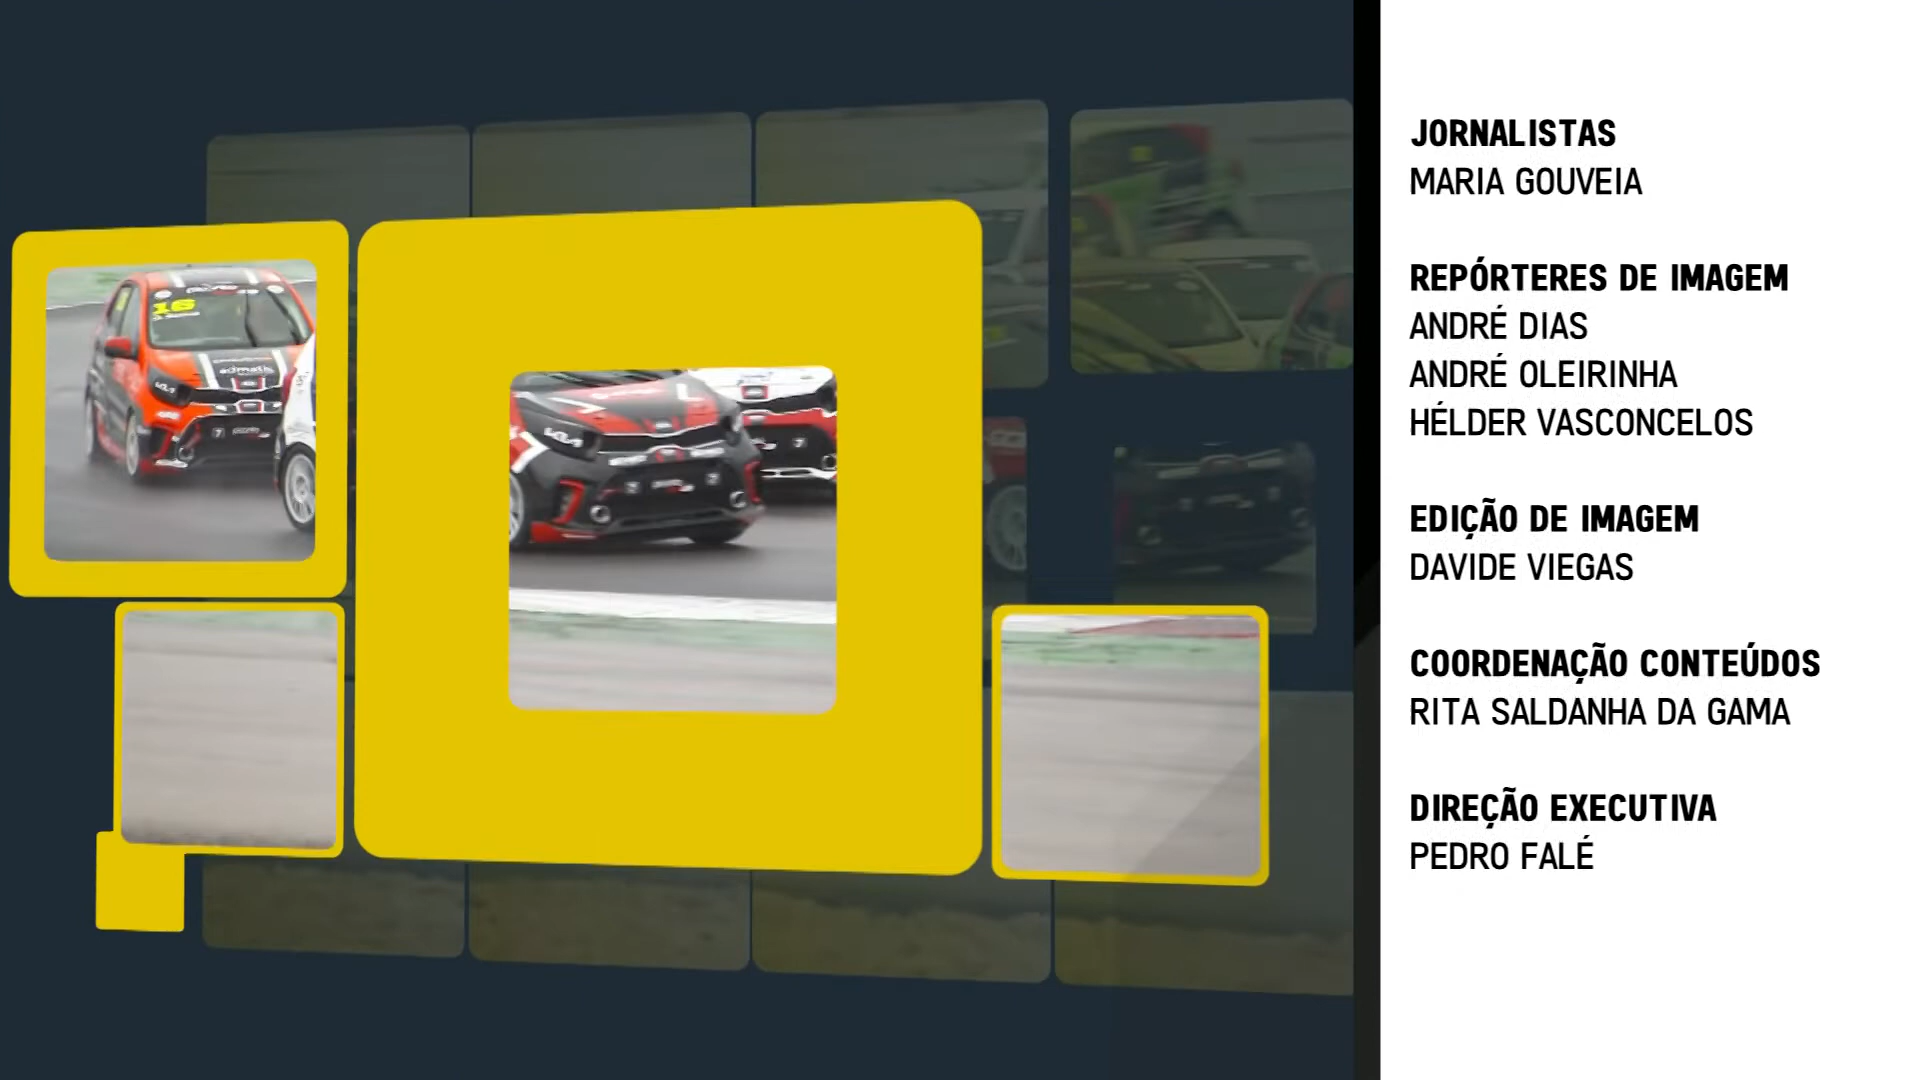 JORNALISTAS
MARIA GOUVEIA
REPÓRTERES DE IMAGEM
ANDRÉ DIAS
ANDRÉ OLEIRINHA
HÉLDER VASCONCELOS
EDIÇÃO DE IMAGEM
DAVIDE VIEGAS
COORDENAÇÃO CONTEÚDOS
RITA SALDANHA DA GAMA
DIREÇÃO EXECUTIVA
PEDRO FALÉ
16